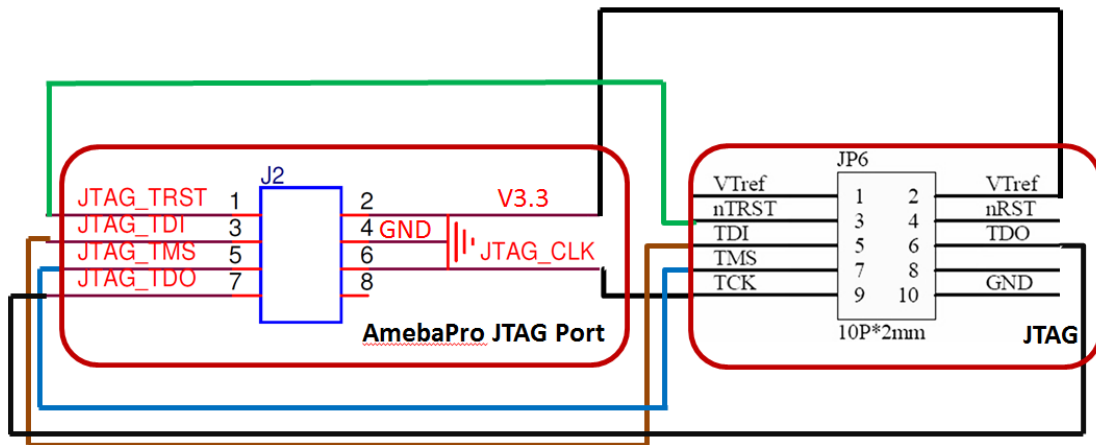 JP6
J2
VTref 1 2 VTref
JTAG_TRST 1 2 V3.3
nTRST 3 4 nRST
JTAG_TDI 3 4 GND
TDI 5 6 TDO
JTAG_TMS 5 6 JTAG_CLK
TMS 7 8
JTAG_TDO 7 8
TCK 9 10 GND
AmebaPro JTAG Port
10P*2mm
JTAG